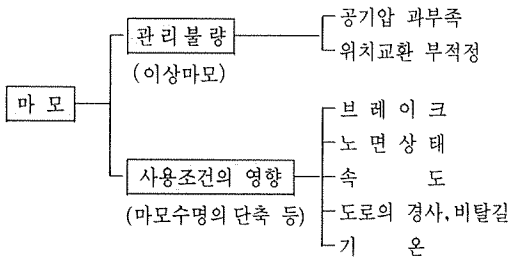 마 모
관 리 불 량
(이상마모)
공기압 과부족
위치교환 부적정
사용조건의 영향
(마모수명의 단축 등)
브 레 이 크
노 면 상 태
속 도
도로의 경사,비탈길
기 온